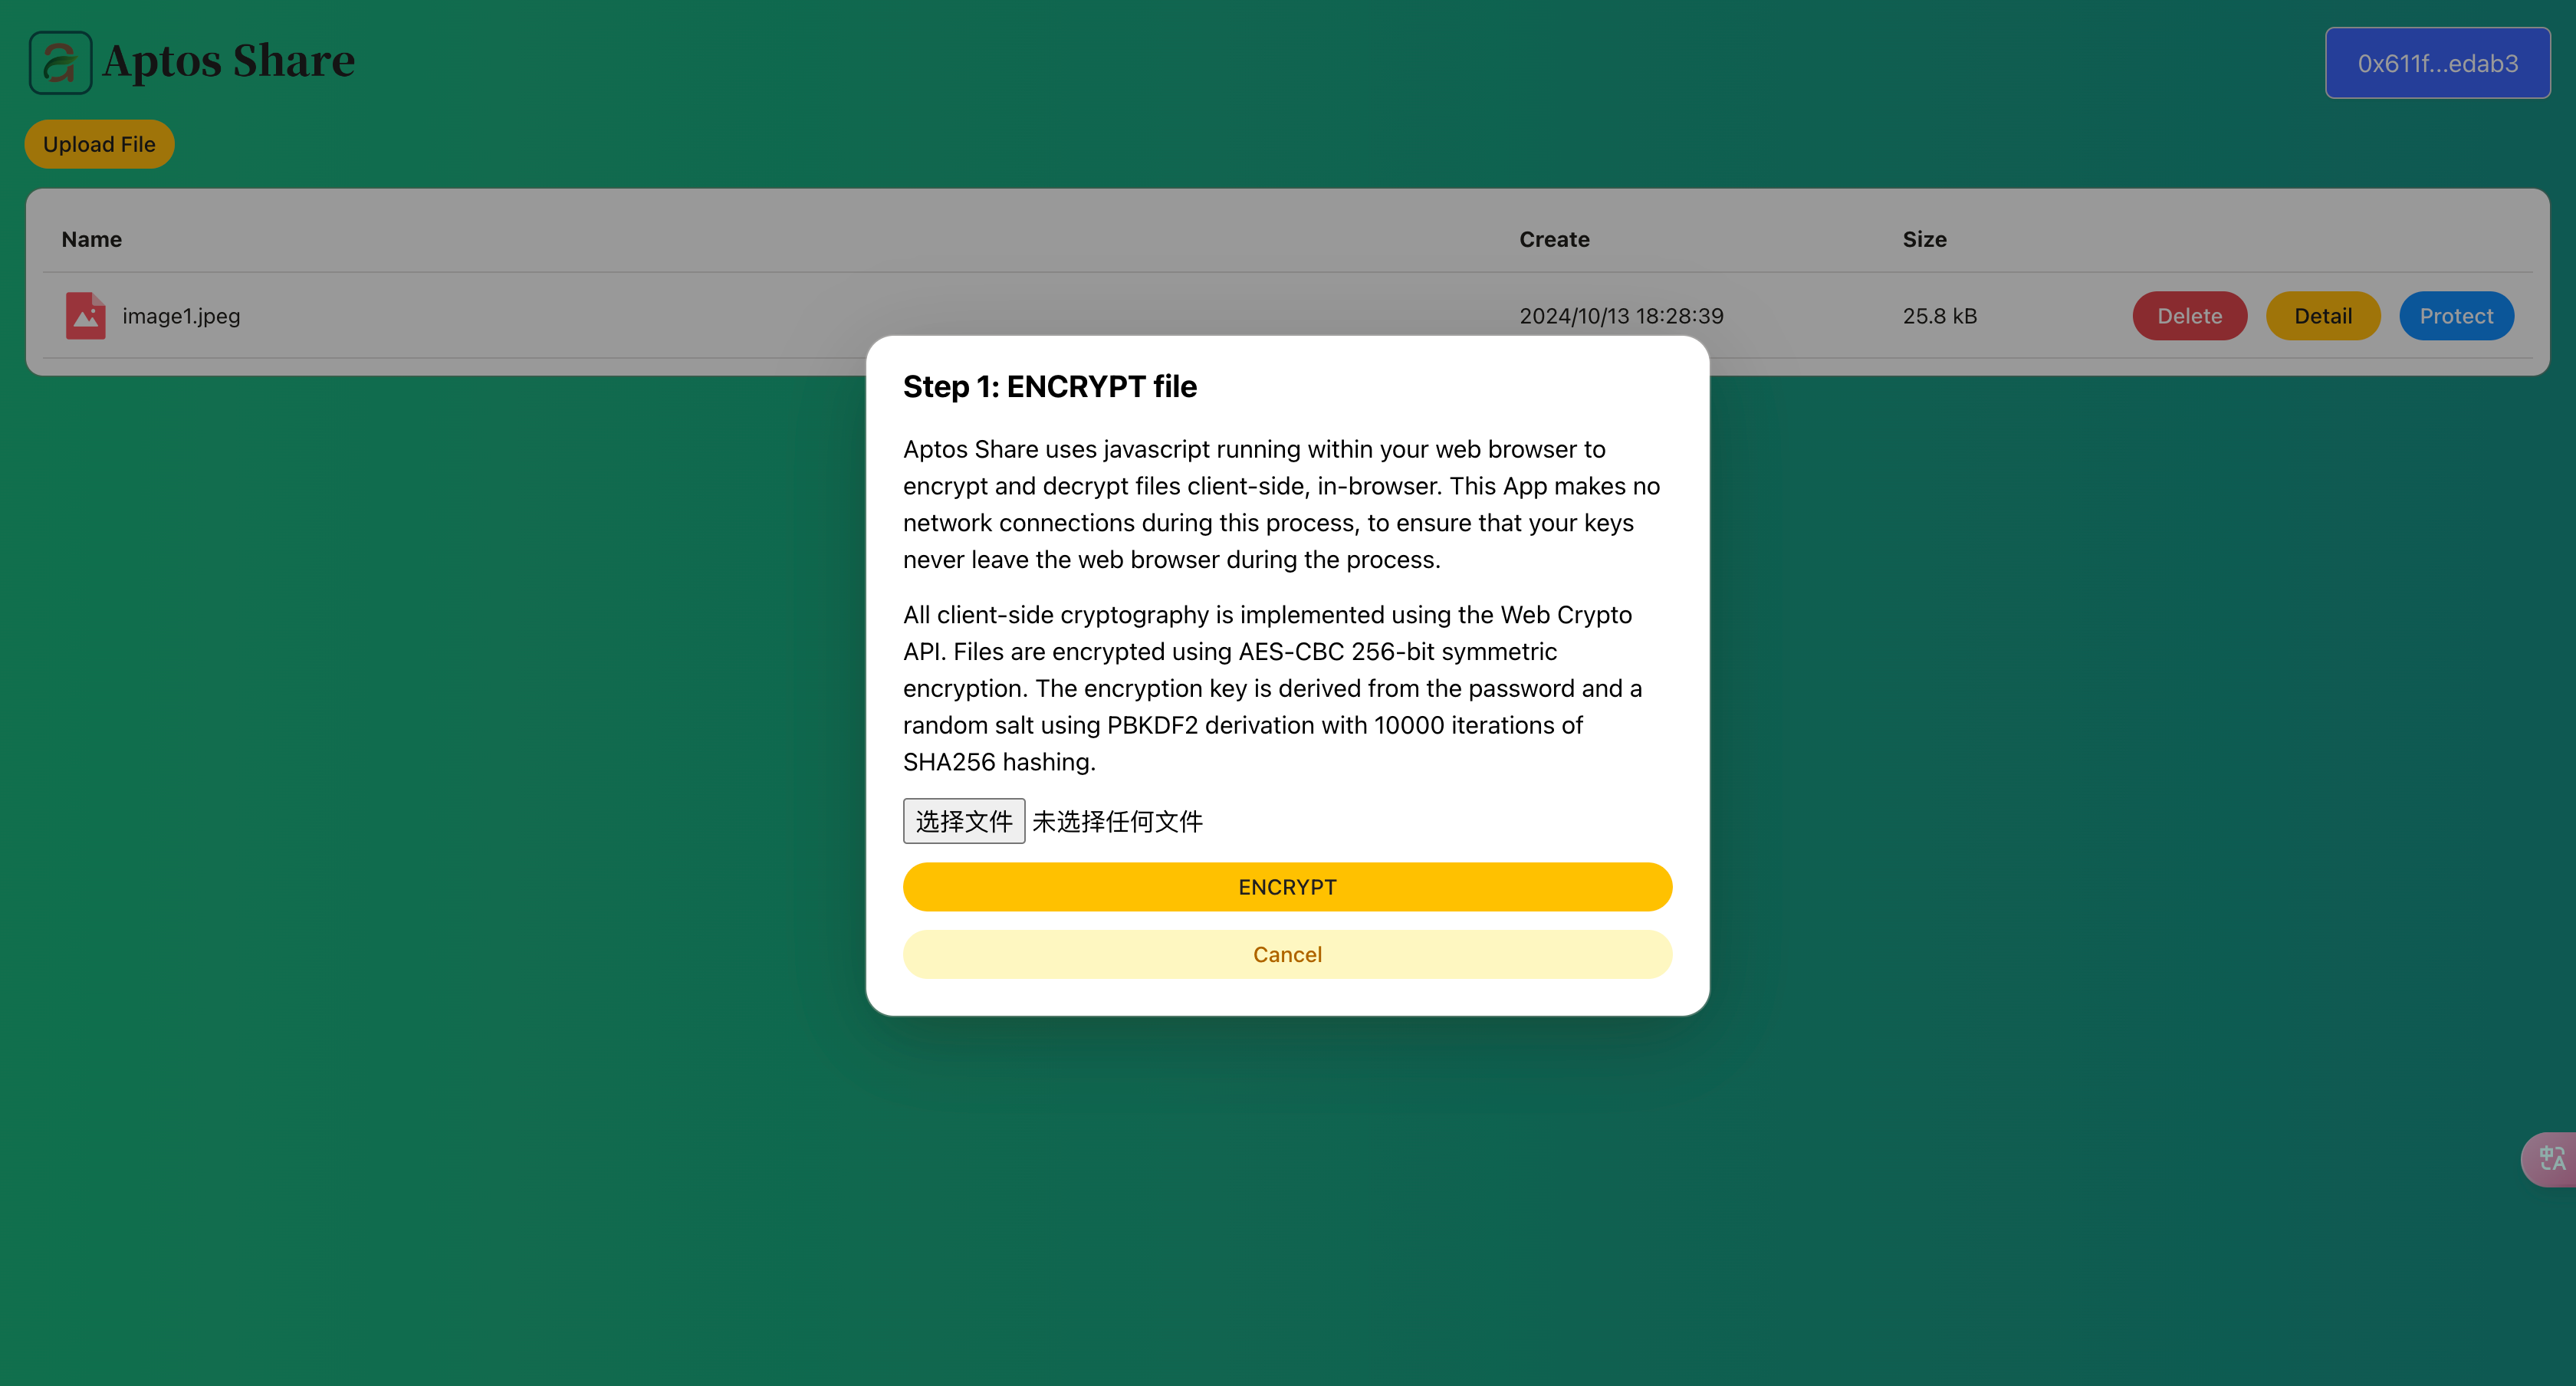 Aptos Share
0x611f...edab3
Upload File
Name Create Size
image1.jpeg 2024/10/13 18:28:39 25.8 kB Delete Detail Protect
Step 1: ENCRYPT file
Aptos Share uses javascript running within your web browser to
encrypt and decrypt files client-side, in-browser. This App makes no
network connections during this process, to ensure that your keys
never leave the web browser during the process.
All client-side cryptography is implemented using the Web Crypto
API. Files are encrypted using AES-CBC 256-bit symmetric
encryption. The encryption key is derived from the password and a
random salt using PBKDF2 derivation with 10000 iterations of
SHA256 hashing.
选择文件 未选择任何文件
ENCRYPT
Cancel